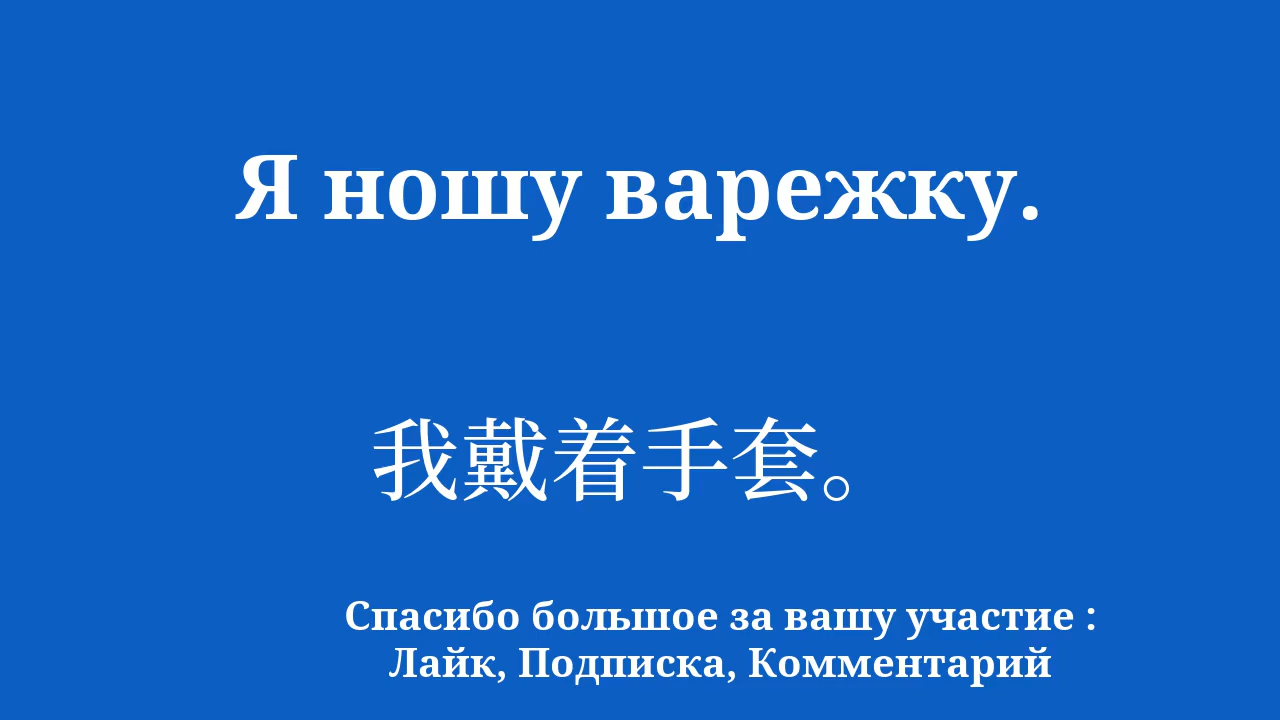 Я ношу варежку.
我戴着手套。
Спасибо большое за вашу участие :
Лайк, Подписка, Комментарий